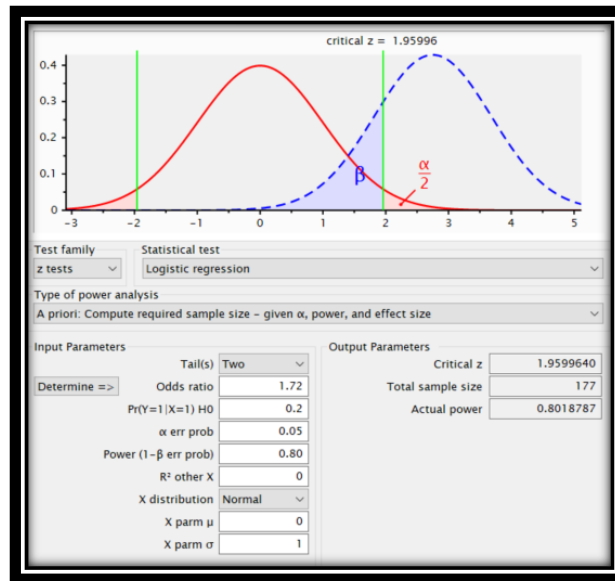 critical z = 1.95996
0.4
0.3
0.2
0.1
0
β
α
2
-3 -2 -1 0 1 2 3 4 5
Test family Statistical test
z tests Logistic regression
Type of power analysis
A priori: Compute required sample size – given α, power, and effect size
Input Parameters
Tail(s) Two
Determine => Odds ratio 1.72
Pr(Y=1|X=1) H0 0.2
α err prob 0.05
Power (1-β err prob) 0.80
R² other X 0
X distribution Normal
X parm μ 0
X parm σ 1
Output Parameters
Critical z 1.9599640
Total sample size 177
Actual power 0.8018787